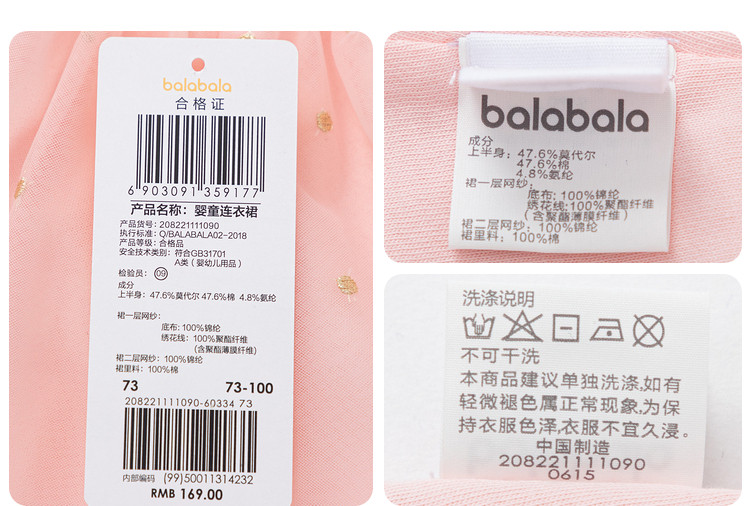 balabala
合格证
6 903091 359177
产品名称：婴童连衣裙
产品货号：208221111090
执行标准：Q/BALABALA02-2018
产品等级：合格品
安全技术类别：符合GB31701
A类（婴幼儿用品）
检验员：09
成分
上半身：47.6%莫代尔 47.6%棉 4.8%氨纶
裙一层网纱：
底布：100%锦纶
绣花线：100%聚酯纤维
(含聚酯薄膜纤维)
裙二层网纱：100%锦纶
裙里料：100%棉
73 73-100
208221111090-60334 73
内部编码 (99)50011314232
RMB 169.00
balabala
成分
上半身：47.6%莫代尔
47.6%棉
4.8%氨纶
裙一层网纱：
底布：100%锦纶
绣花线：100%聚酯纤维
(含聚酯薄膜纤维)
裙二层网纱：100%锦纶
裙里料：100%棉
洗涤说明
不可干洗
本商品建议单独洗涤,如有
轻微褪色属正常现象,为保
持衣服色泽,衣服不宜久浸。
中国制造
208221111090
0615